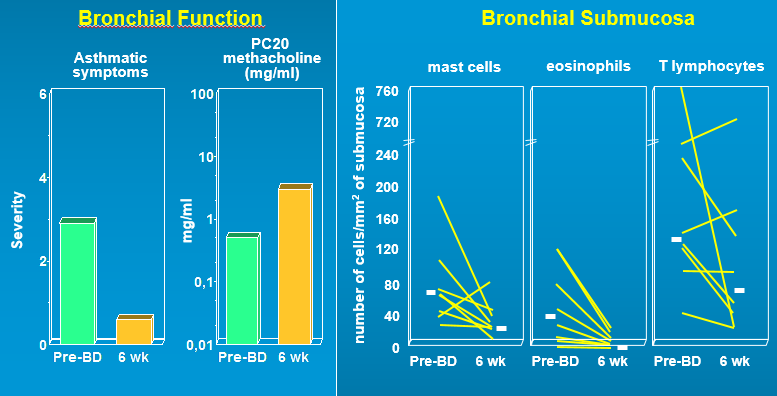 Bronchial Function
Asthmatic
symptoms
PC20
methacholine
(mg/ml)
Severity
6
4
2
0
Pre-BD 6 wk
mg/ml
100
10
1
0,1
0,01
Pre-BD 6 wk
Bronchial Submucosa
mast cells eosinophils T lymphocytes
number of cells/mm² of submucosa
760
720
240
200
160
120
80
40
0
Pre-BD 6 wk Pre-BD 6 wk Pre-BD 6 wk